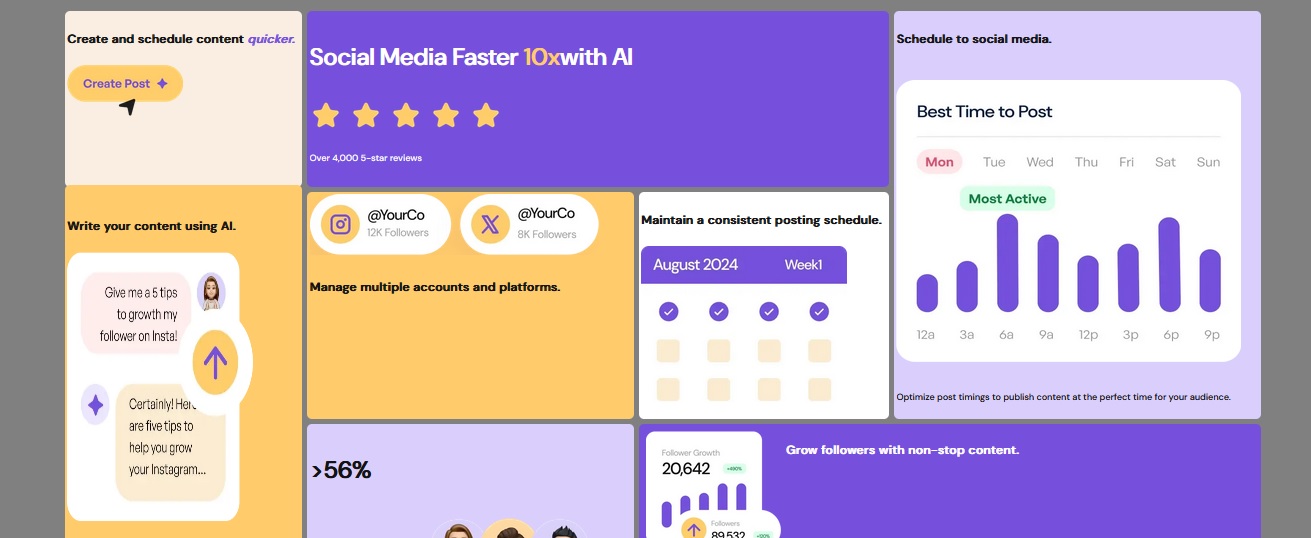 Create and schedule content quicker.
Create Post
Social Media Faster 10xwith AI
Over 4,000 5-star reviews
Schedule to social media.
Best Time to Post
Mon Tue Wed Thu Fri Sat Sun
Most Active
12a 3a 6a 9a 12p 3p 6p 9p
Optimize post timings to publish content at the perfect time for your audience.
Write your content using AI.
Give me a 5 tips
to growth my
follower on Insta!
Certainly! Here
are five tips to
help you grow
your Instagram...
@YourCo
12K Followers
@YourCo
8K Followers
Manage multiple accounts and platforms.
Maintain a consistent posting schedule.
August 2024 Week1
>56%
Follower Growth
20,642
Followers
89,532
Grow followers with non-stop content.